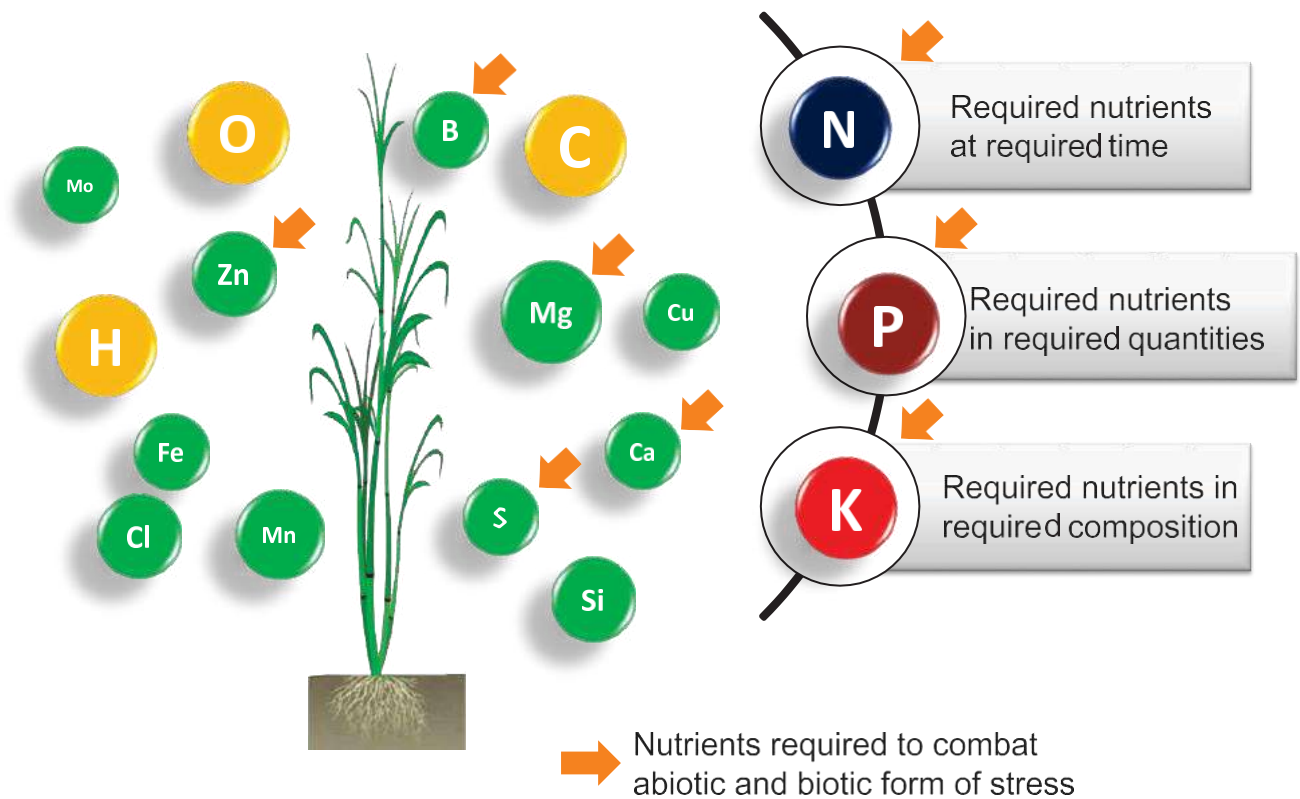 O
B
C
Mo
Zn
H
Mg
Cu
Fe
Ca
Cl
Mn
S
Si
N
Required nutrients
at required time
P
Required nutrients
in required quantities
K
Required nutrients in
required composition
Nutrients required to combat
abiotic and biotic form of stress